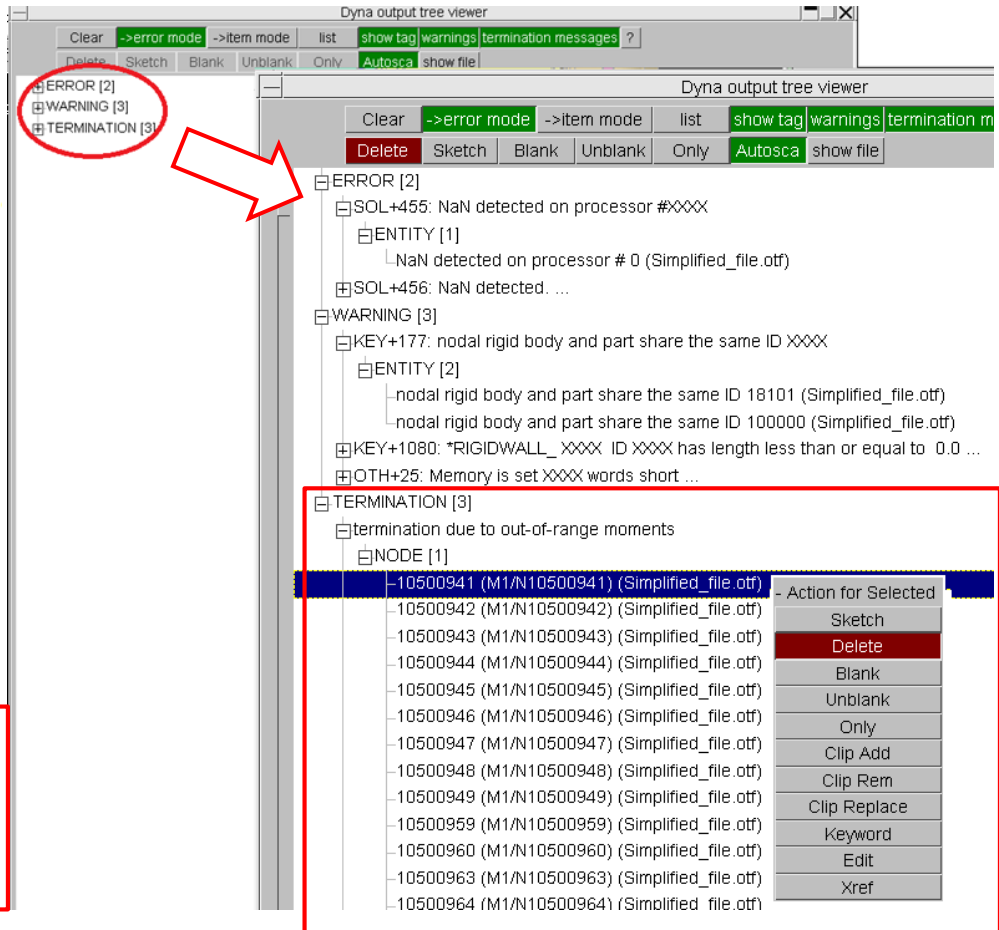 Dyna output tree viewer
Clear ->error mode ->item mode list show tag warnings termination messages ?
Delete Sketch Blank Unblank Only Autosca show file
ERROR [2]
WARNING [3]
TERMINATION [3]
Dyna output tree viewer
Clear ->error mode ->item mode list show tag warnings termination m
Delete Sketch Blank Unblank Only Autosca show file
ERROR [2]
SOL+455: NaN detected on processor #XXXX
ENTITY [1]
NaN detected on processor # 0 (Simplified_file.otf)
SOL+456: NaN detected. ...
WARNING [3]
KEY+177: nodal rigid body and part share the same ID XXXX
ENTITY [2]
nodal rigid body and part share the same ID 18101 (Simplified_file.otf)
nodal rigid body and part share the same ID 100000 (Simplified_file.otf)
KEY+1080: *RIGIDWALL_ XXXX ID XXXX has length less than or equal to 0.0 ...
OTH+25: Memory is set XXXX words short ...
TERMINATION [3]
termination due to out-of-range moments
NODE [1]
10500941 (M1/N10500941) (Simplified_file.otf)
10500942 (M1/N10500942) (Simplified_file.otf)
10500943 (M1/N10500943) (Simplified_file.otf)
10500944 (M1/N10500944) (Simplified_file.otf)
10500945 (M1/N10500945) (Simplified_file.otf)
10500946 (M1/N10500946) (Simplified_file.otf)
10500947 (M1/N10500947) (Simplified_file.otf)
10500948 (M1/N10500948) (Simplified_file.otf)
10500949 (M1/N10500949) (Simplified_file.otf)
10500959 (M1/N10500959) (Simplified_file.otf)
10500960 (M1/N10500960) (Simplified_file.otf)
10500963 (M1/N10500963) (Simplified_file.otf)
10500964 (M1/N10500964) (Simplified_file.otf)
- Action for Selected
Sketch
Delete
Blank
Unblank
Only
Clip Add
Clip Rem
Clip Replace
Keyword
Edit
Xref